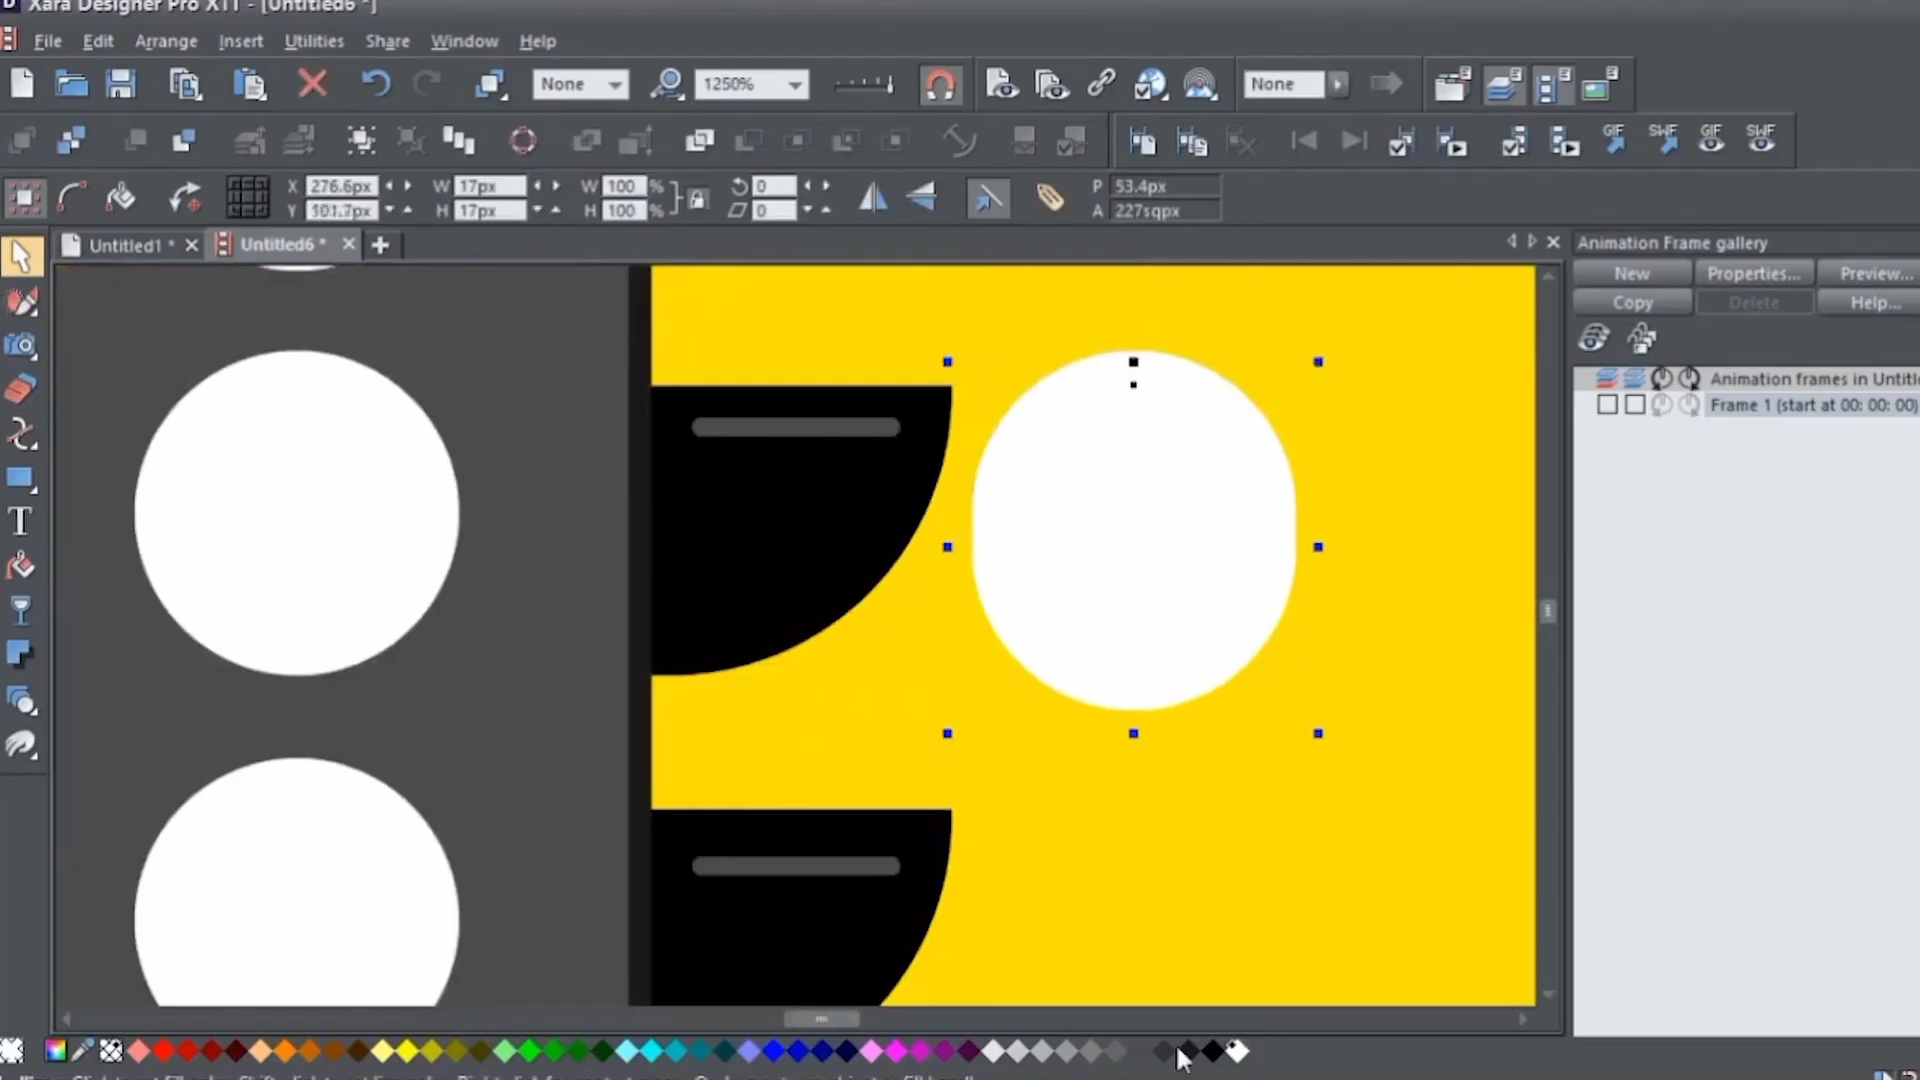 Xara Designer Pro X11 - [Untitled6 *]
File Edit Arrange Insert Utilities Share Window Help
None 1250% None
GIF SWF GIF SWF
X 276.6px W 17px W 100 % 0 P 53.4px
Y 501.7px H 17px H 100 % 0 A 227sqpx
Untitled1 * Untitled6 *
Animation Frame gallery
New Properties... Preview...
Copy Delete Help...
Animation frames in
Frame 1 (start at 00: 00: 00)
T